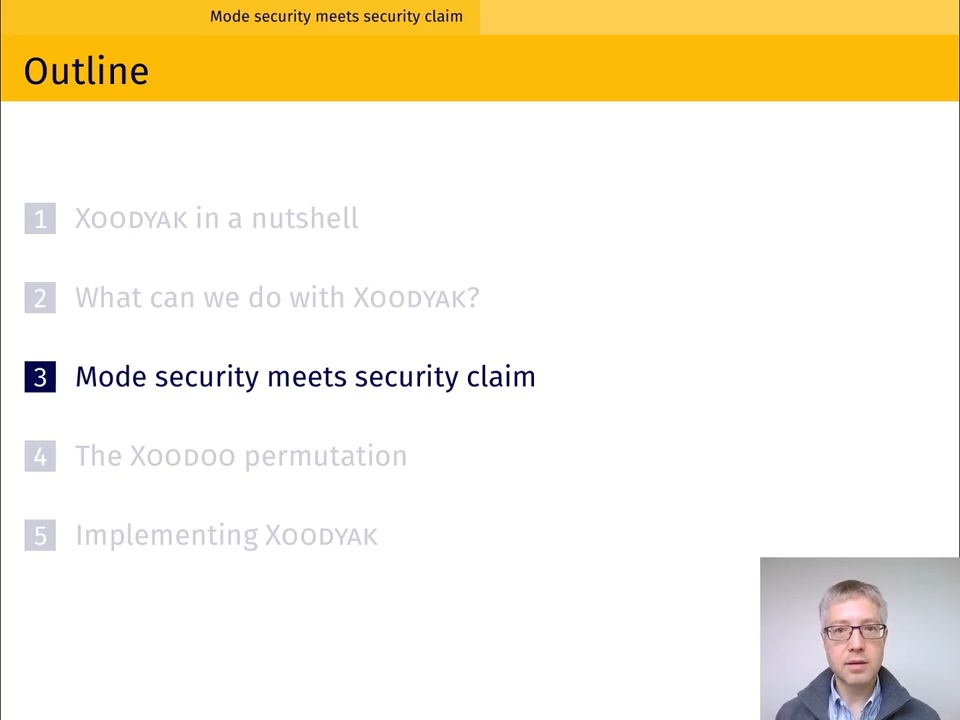 Mode security meets security claim
Outline
1 Xoodyak in a nutshell
2 What can we do with Xoodyak?
3 Mode security meets security claim
4 The Xoodoo permutation
5 Implementing Xoodyak